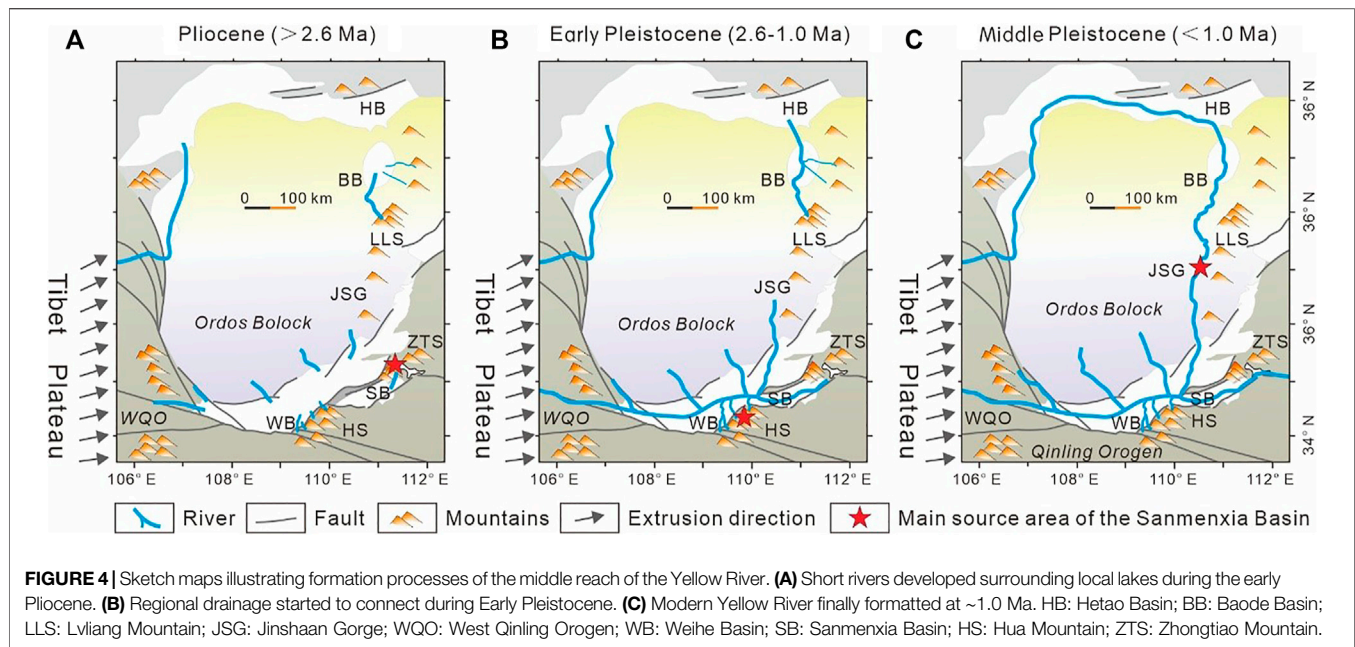 A Pliocene (＞2.6 Ma)
B Early Pleistocene (2.6-1.0 Ma)
C Middle Pleistocene (＜1.0 Ma)
HB
BB
0 100 km
LLS
JSG
Ordos Bolock
ZTS
SB
WQO
WB
HS
Tibet Plateau
106° E 108° E 110° E 112° E
HB
BB
0 100 km
LLS
JSG
Ordos Bolock
ZTS
SB
WQO
WB
HS
Tibet Plateau
106° E 108° E 110° E 112° E
HB
BB
0 100 km
LLS
JSG
Ordos Bolock
ZTS
SB
WQO
WB
HS
Qinling Orogen
Tibet Plateau
106° E 108° E 110° E 112° E
38° N
36° N
36° N
34° N
River Fault Mountains Extrusion direction Main source area of the Sanmenxia Basin
FIGURE 4 | Sketch maps illustrating formation processes of the middle reach of the Yellow River. (A) Short rivers developed surrounding local lakes during the early
Pliocene. (B) Regional drainage started to connect during Early Pleistocene. (C) Modern Yellow River finally formatted at ~1.0 Ma. HB: Hetao Basin; BB: Baode Basin;
LLS: Lvliang Mountain; JSG: Jinshaan Gorge; WQO: West Qinling Orogen; WB: Weihe Basin; SB: Sanmenxia Basin; HS: Hua Mountain; ZTS: Zhongtiao Mountain.